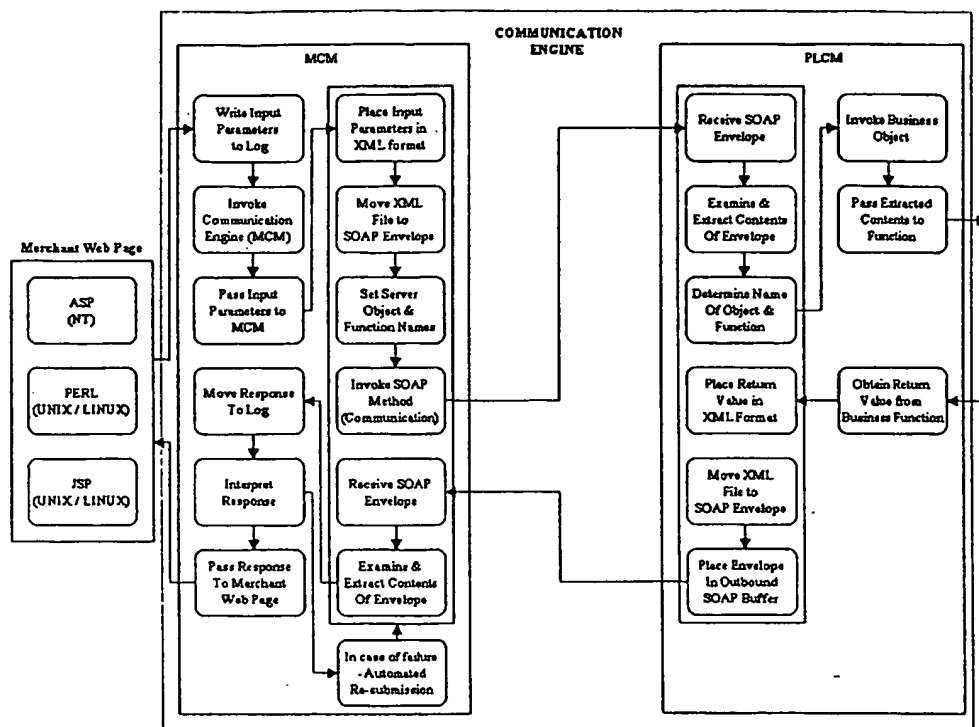 COMMUNICATION
ENGINE
MCM
PLCM
Merchant Web Page
ASP
(NT)
PERL
(UNIX / LINUX)
JSP
(UNIX / LINUX)
Write Input
Parameters
to Log
Invoke
Communication
Engine (MCM)
Pass Input
Parameters to
MCM
Place Input
Parameters in
XML format
Move XML
File to
SOAP Envelope
Set Server
Object &
Function Names
Invoke SOAP
Method
(Communication)
Receive SOAP
Envelope
Examine &
Extract Contents
Of Envelope
Determine Name
Of Object &
Function
Invoke Business
Object
Pass Extracted
Contents to
Function
Obtain Return
Value from
Business Function
Place Return
Value in
XML Format
Move XML
File to
SOAP Envelope
Place Envelope
In Outbound
SOAP Buffer
Receive SOAP
Envelope
Examine &
Extract Contents
Of Envelope
Move Response
To Log
Interpret
Response
Pass Response
To Merchant
Web Page
In case of failure
- Automated
Re-submission